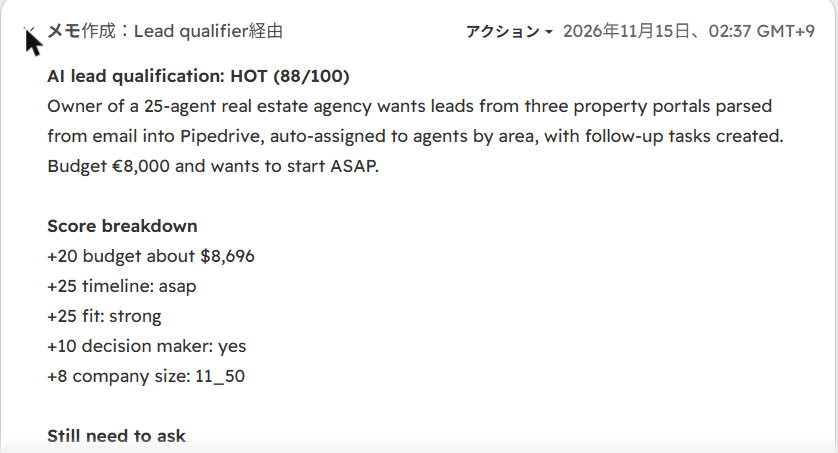 メモ作成：Lead qualifier経由 アクション 2026年11月15日、02:37 GMT+9
AI lead qualification: HOT (88/100)
Owner of a 25-agent real estate agency wants leads from three property portals parsed
from email into Pipedrive, auto-assigned to agents by area, with follow-up tasks created.
Budget €8,000 and wants to start ASAP.
Score breakdown
+20 budget about $8,696
+25 timeline: asap
+25 fit: strong
+10 decision maker: yes
+8 company size: 11_50
Still need to ask